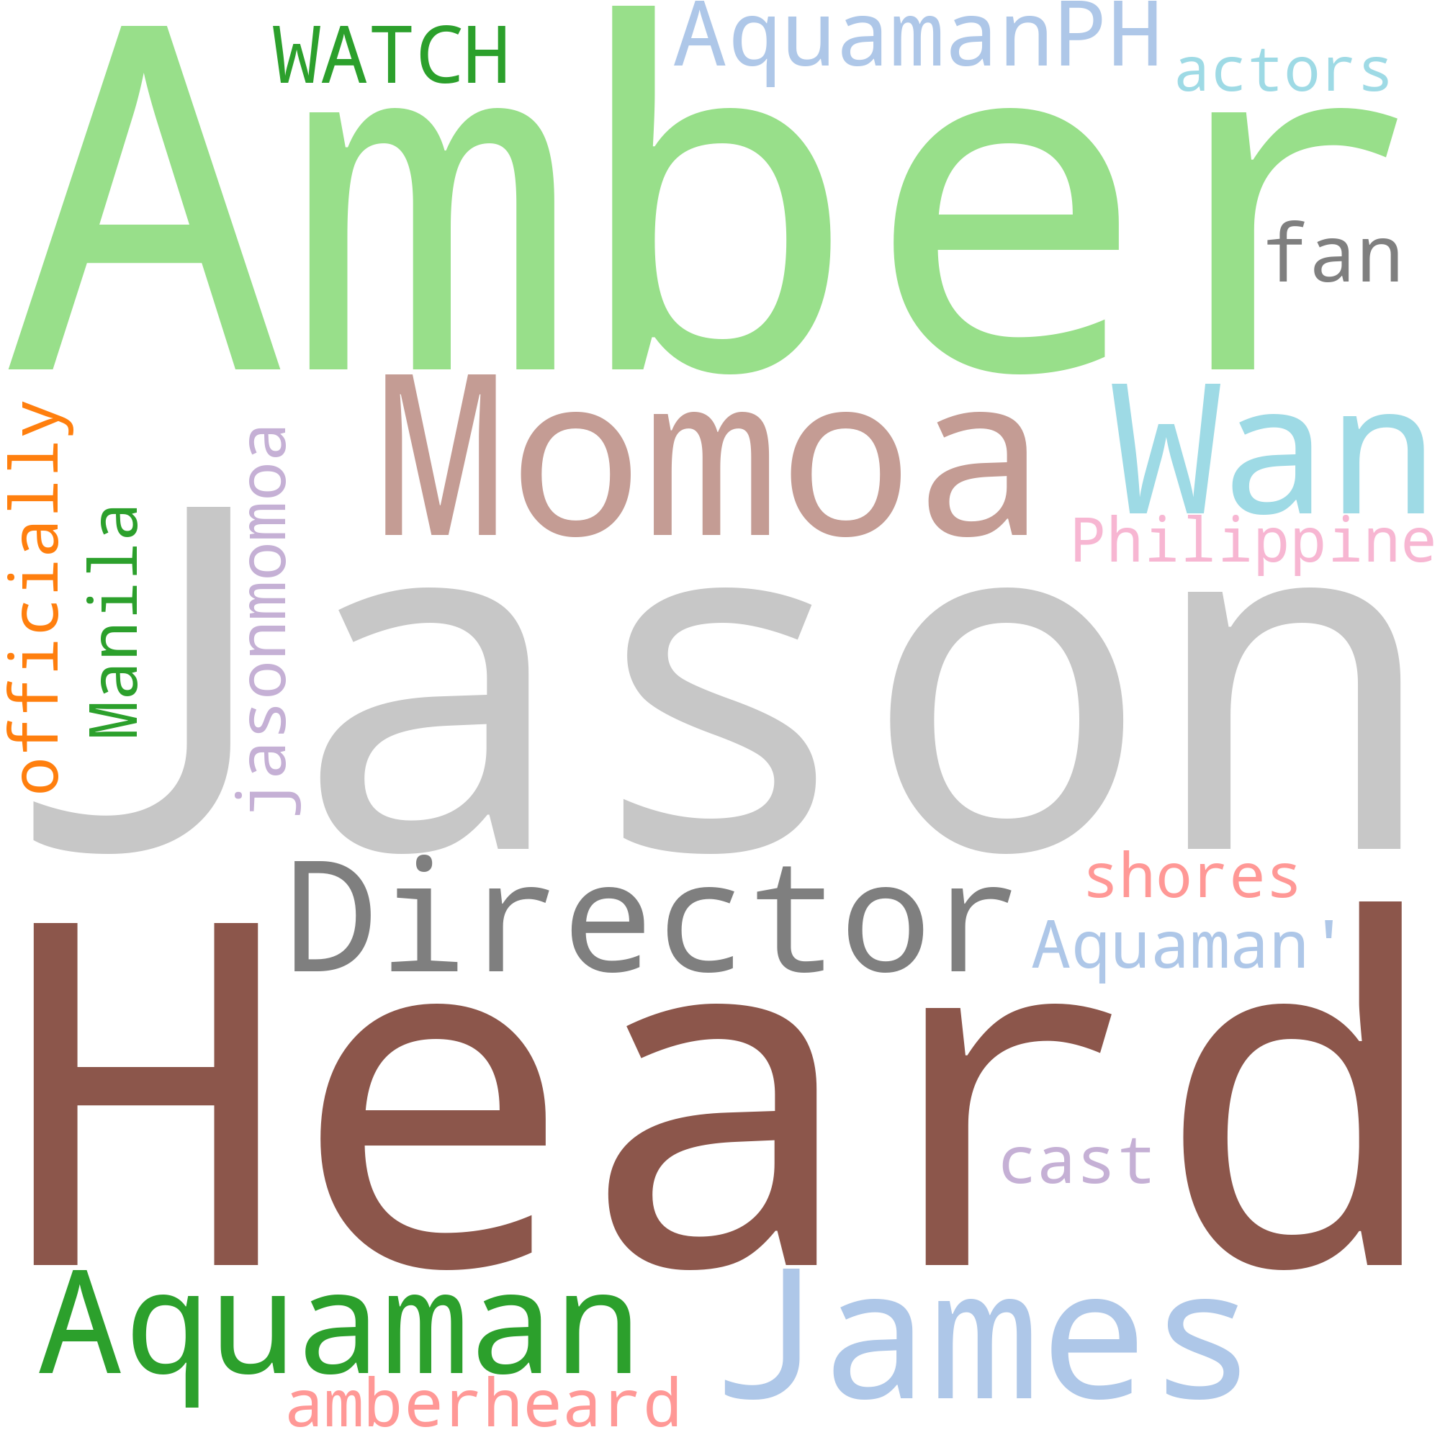 WATCH
AquamanPH
actors
Amber
fan
Momoa
Wan
officially
Manila
jasonmomoa
Philippine
Jason
Director
shores
Aquaman'
Heard
cast
Aquaman
James
amberheard